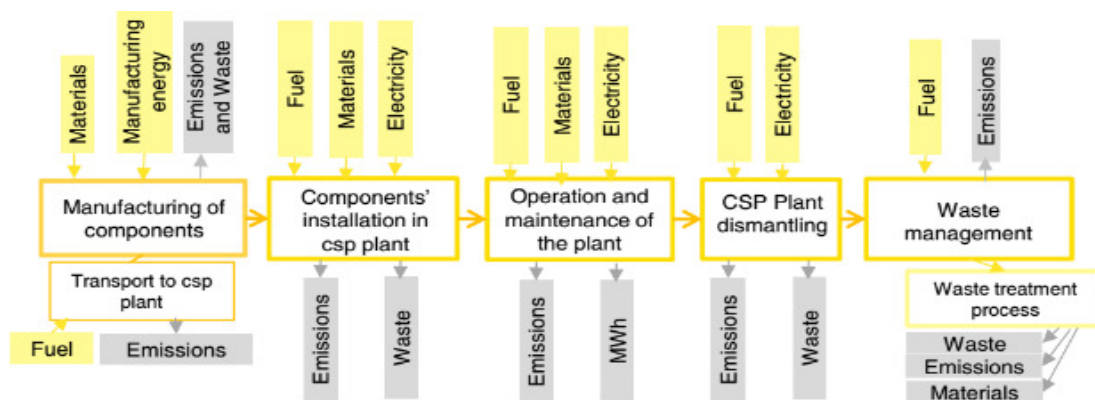 Materials
Manufacturing
energy
Emissions
and Waste
Fuel
Materials
Electricity
Fuel
Materials
Electricity
Fuel
Electricity
Fuel
Emissions
Manufacturing of
components
Components'
installation in
csp plant
Operation and
maintenance of
the plant
CSP Plant
dismantling
Waste
management
Transport to csp
plant
Fuel
Emissions
Emissions
Waste
Emissions
MWh
Emissions
Waste
Waste treatment
process
Waste
Emissions
Materials